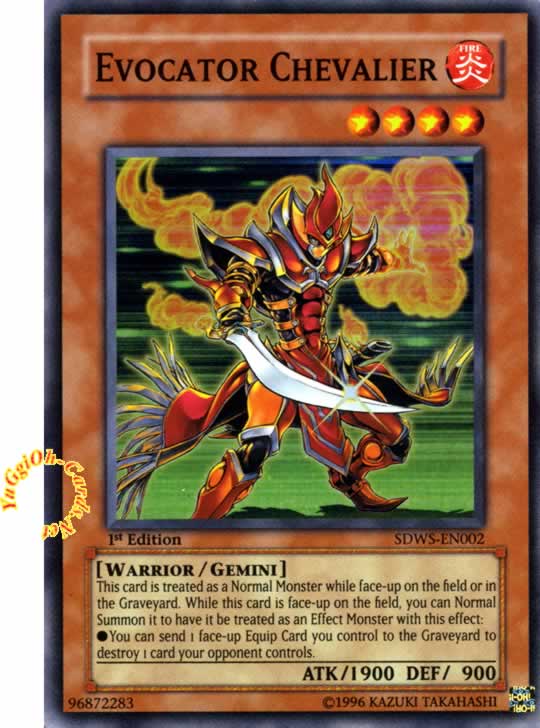 EVOCATOR CHEVALIER
FIRE
炎
1st Edition
SDWS-EN002
[WARRIOR / GEMINI]
This card is treated as a Normal Monster while face-up on the field or in
the Graveyard. While this card is face-up on the field, you can Normal
Summon it to have it be treated as an Effect Monster with this effect:
●You can send 1 face-up Equip Card you control to the Graveyard to
destroy 1 card your opponent controls.
ATK/1900 DEF/ 900
96872283
©1996 KAZUKI TAKAHASHI
YuGgiOh-Cards.Net